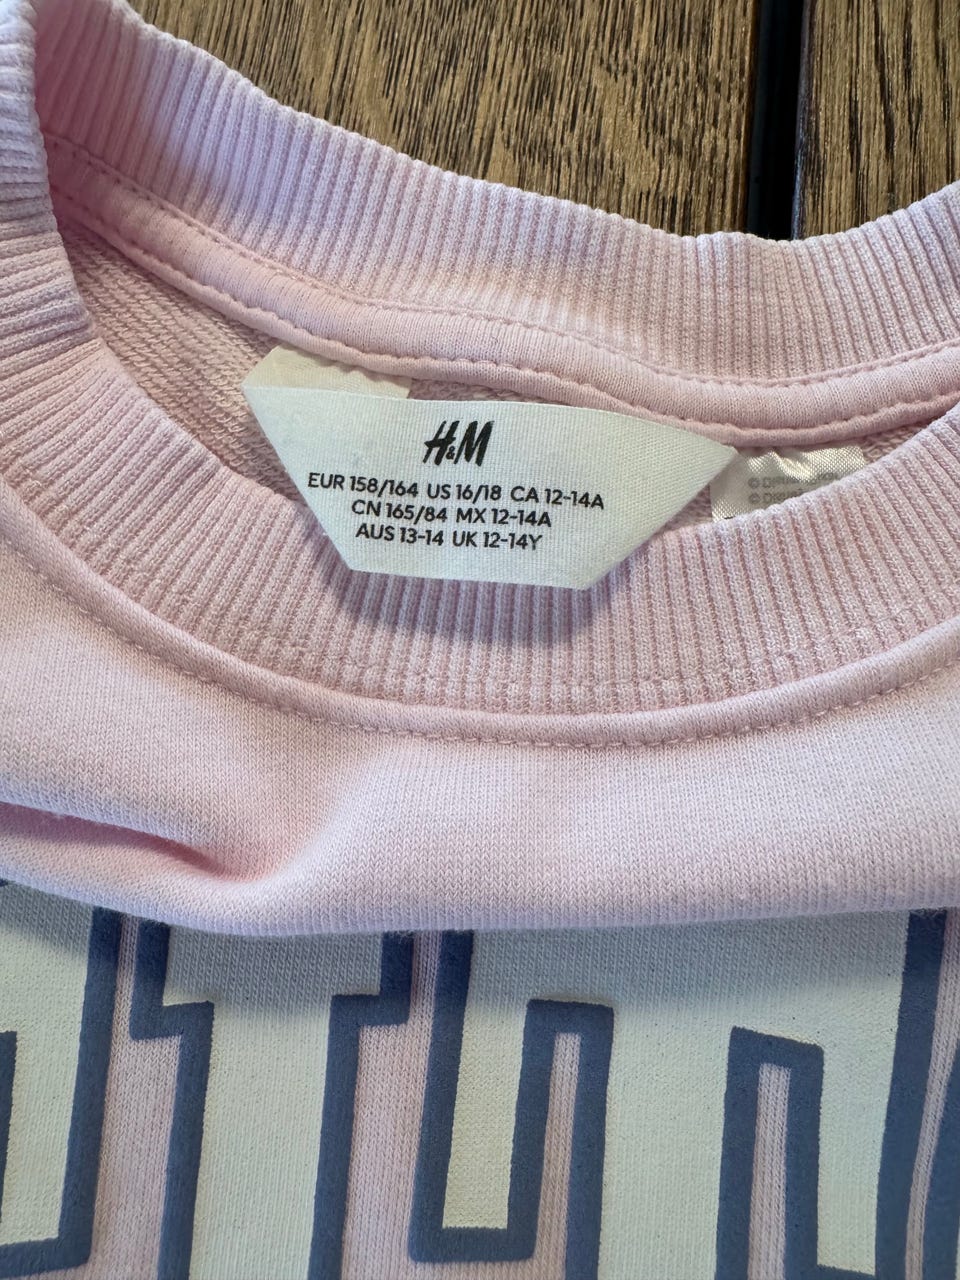 H&M
EUR 158/164 US 16/18 CA 12-14A
CN 165/84 MX 12-14A
AUS 13-14 UK 12-14Y